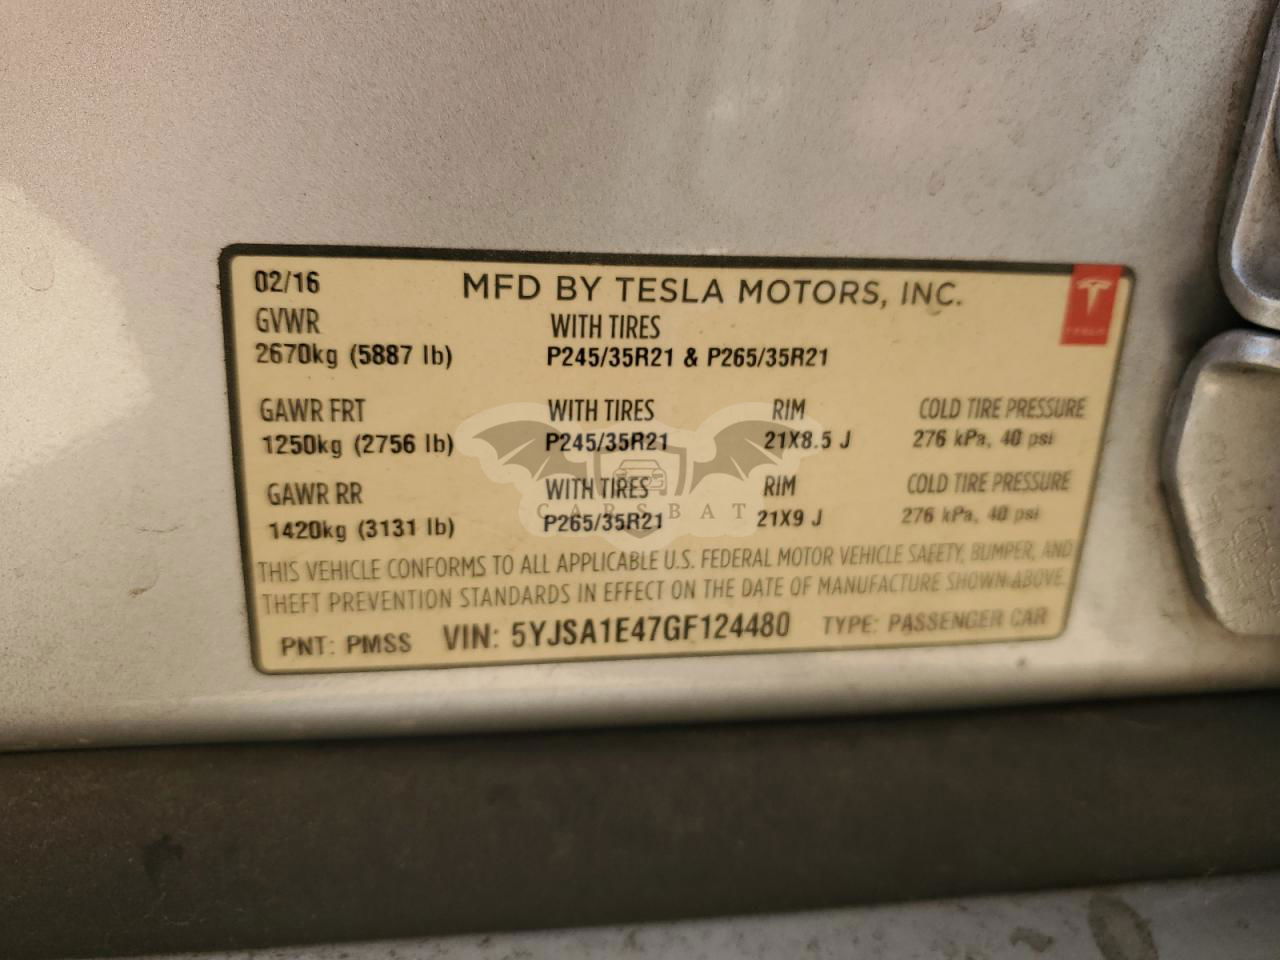 02/16 MFD BY TESLA MOTORS, INC.
TESLA
GVWR WITH TIRES
2670kg (5887 lb) P245/35R21 & P265/35R21
GAWR FRT WITH TIRES RIM COLD TIRE PRESSURE
1250kg (2756 lb) P245/35R21 21X8.5 J 276 kPa, 40 psi
GAWR RR WITH TIRES RIM COLD TIRE PRESSURE
CARSBAT
1420kg (3131 lb) P265/35R21 21X9 J 276 kPa, 40 psi
THIS VEHICLE CONFORMS TO ALL APPLICABLE U.S. FEDERAL MOTOR VEHICLE SAFETY, BUMPER, AND
THEFT PREVENTION STANDARDS IN EFFECT ON THE DATE OF MANUFACTURE SHOWN ABOVE.
PNT: PMSS VIN: 5YJSA1E47GF124480 TYPE: PASSENGER CAR